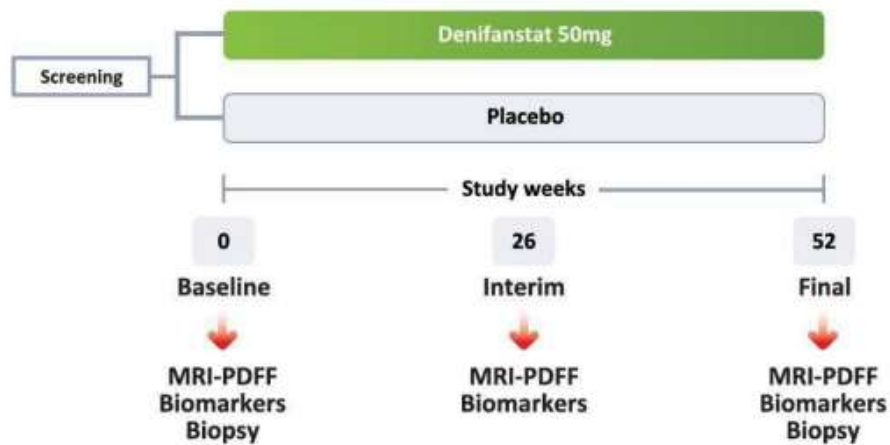 Denifanstat 50mg
Screening
Placebo
Study weeks
0
26
52
Baseline
Interim
Final
MRI-PDFF
Biomarkers
Biopsy
MRI-PDFF
Biomarkers
MRI-PDFF
Biomarkers
Biopsy